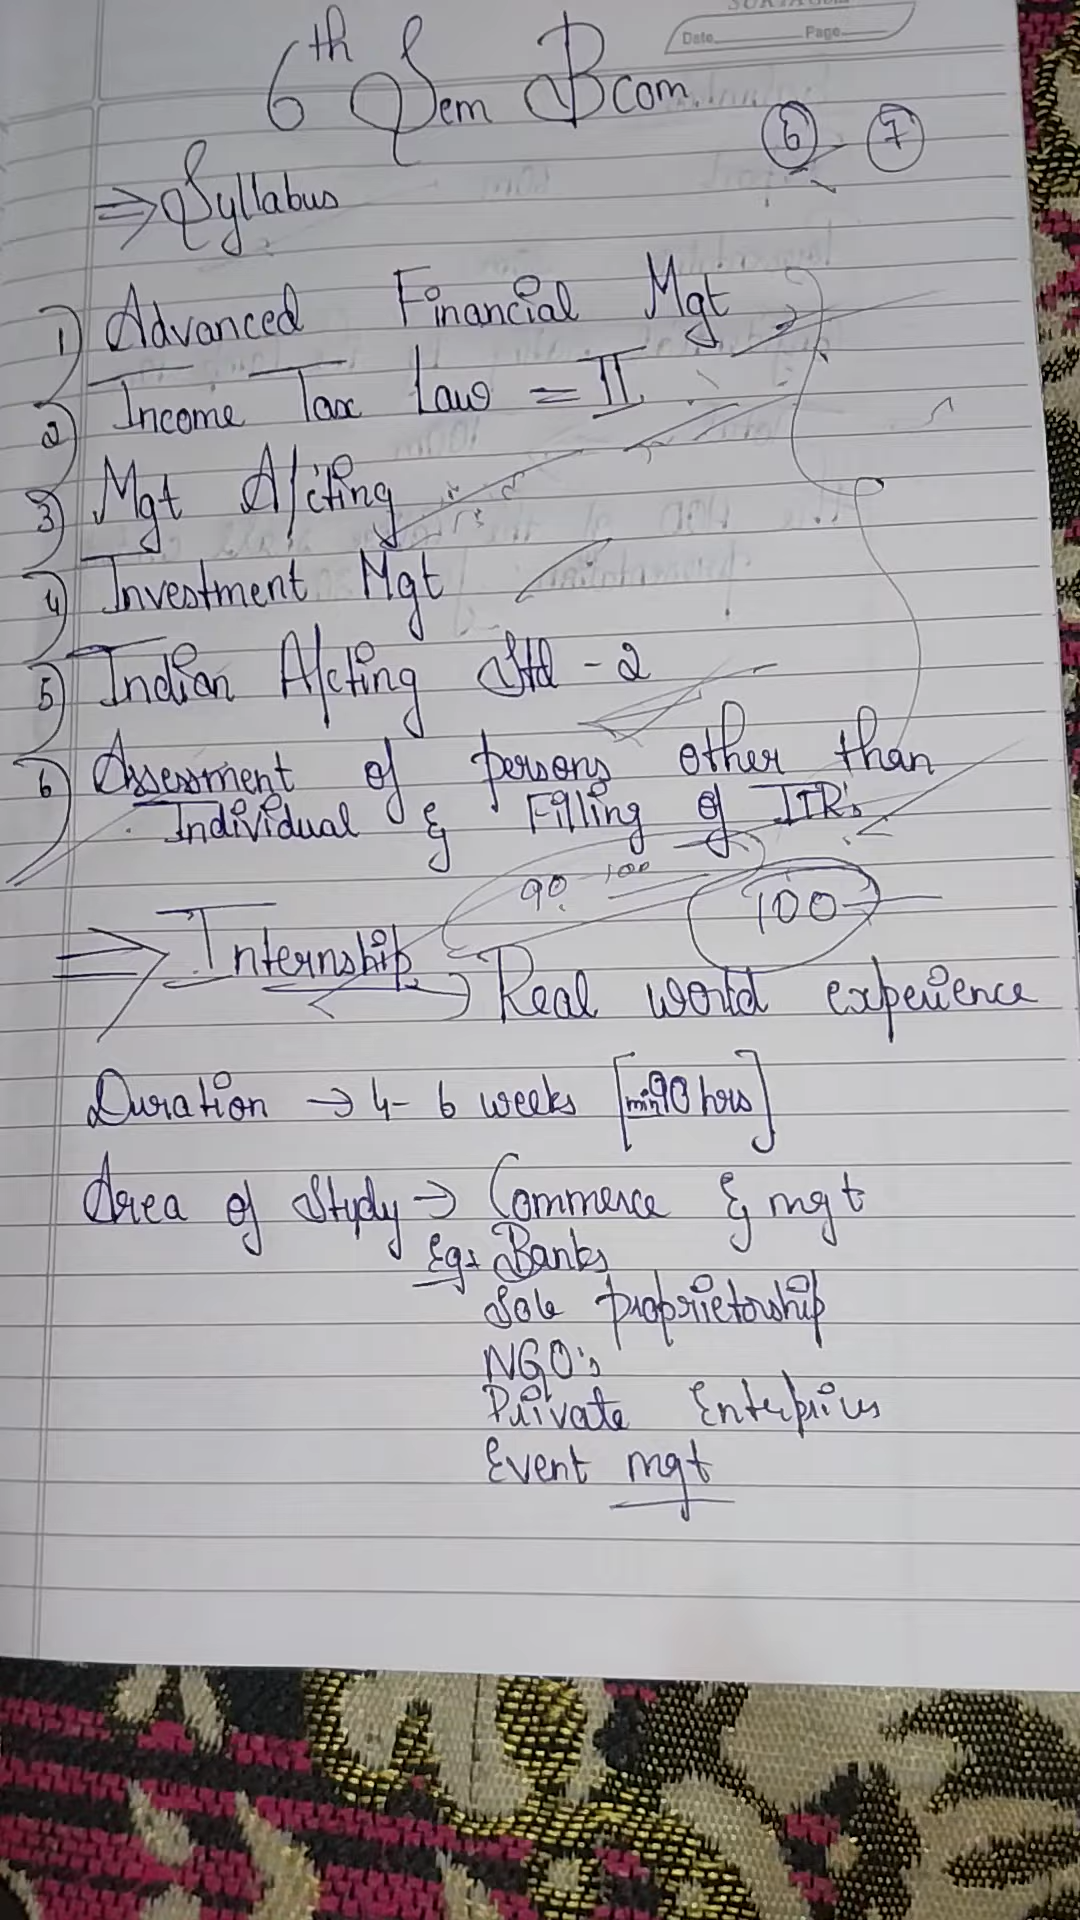 Date Page
6th Sem Bcom
6 7
⇒ Syllabus
1) Advanced Financial Mgt
2) Income Tax Law = II
3) Mgt A/cting
4) Investment Mgt
5) Indian A/cting Std - 2
6) Assessment of persons other than
Individual & Filling of ITR's
90 100 100
⇒ Internship → Real world experience
Duration → 4- 6 weeks [min 90 hrs]
Area of Study → Commerce & mgt
Eg: Banks
Sole proprietorship
NGO's
Private Enterprises
Event mgt